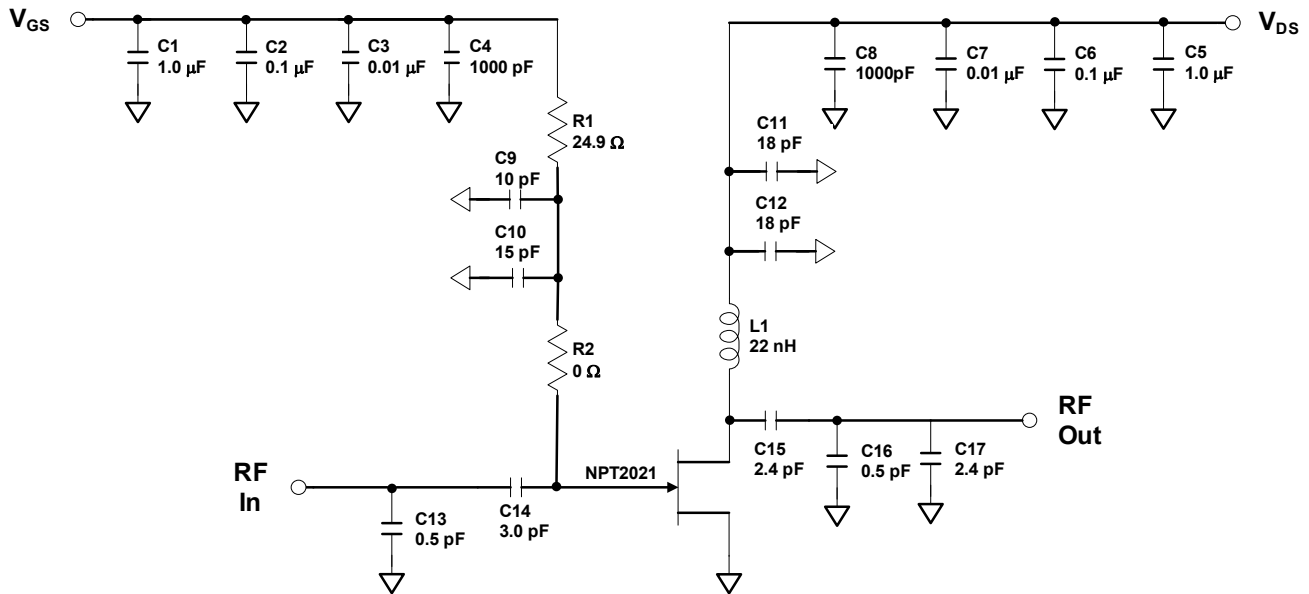 V_GS
C1
1.0 μF
C2
0.1 μF
C3
0.01 μF
C4
1000 pF
C8
1000pF
C7
0.01 μF
C6
0.1 μF
C5
1.0 μF
V_DS
R1
24.9 Ω
C9
10 pF
C10
15 pF
C11
18 pF
C12
18 pF
R2
0 Ω
L1
22 nH
RF
In
C13
0.5 pF
C14
3.0 pF
NPT2021
C15
2.4 pF
C16
0.5 pF
C17
2.4 pF
RF
Out